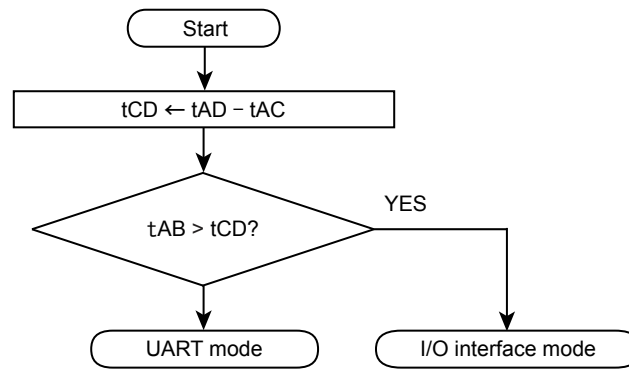 Start
tCD ← tAD − tAC
tAB > tCD?
YES
UART mode
I/O interface mode